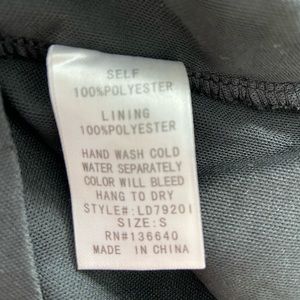 SELF
100%POLYESTER
LINING
100%POLYESTER
HAND WASH COLD
WATER SEPARATELY
COLOR WILL BLEED
HANG TO DRY
STYLE#:LD79201
SIZE:S
RN#136640
MADE IN CHINA